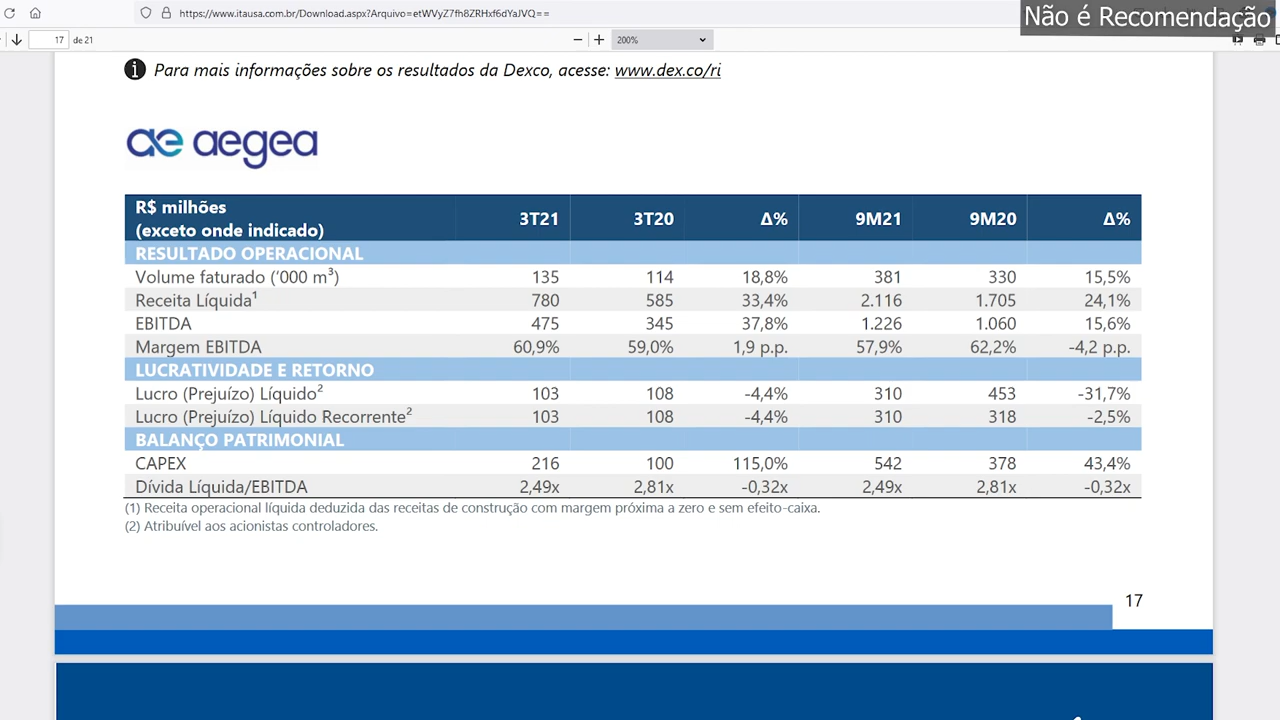 https://www.itausa.com.br/Download.aspx?Arquivo=etWVyZ7fh8ZRHxf6dYaJVQ==
Não é Recomendação
17 de 21
200%
Para mais informações sobre os resultados da Dexco, acesse: www.dex.co/ri
ae aegea
R$ milhões
(exceto onde indicado) 3T21 3T20 Δ% 9M21 9M20 Δ%
RESULTADO OPERACIONAL
Volume faturado ('000 m³) 135 114 18,8% 381 330 15,5%
Receita Líquida¹ 780 585 33,4% 2.116 1.705 24,1%
EBITDA 475 345 37,8% 1.226 1.060 15,6%
Margem EBITDA 60,9% 59,0% 1,9 p.p. 57,9% 62,2% -4,2 p.p.
LUCRATIVIDADE E RETORNO
Lucro (Prejuízo) Líquido² 103 108 -4,4% 310 453 -31,7%
Lucro (Prejuízo) Líquido Recorrente² 103 108 -4,4% 310 318 -2,5%
BALANÇO PATRIMONIAL
CAPEX 216 100 115,0% 542 378 43,4%
Dívida Líquida/EBITDA 2,49x 2,81x -0,32x 2,49x 2,81x -0,32x
(1) Receita operacional líquida deduzida das receitas de construção com margem próxima a zero e sem efeito-caixa.
(2) Atribuível aos acionistas controladores.
17